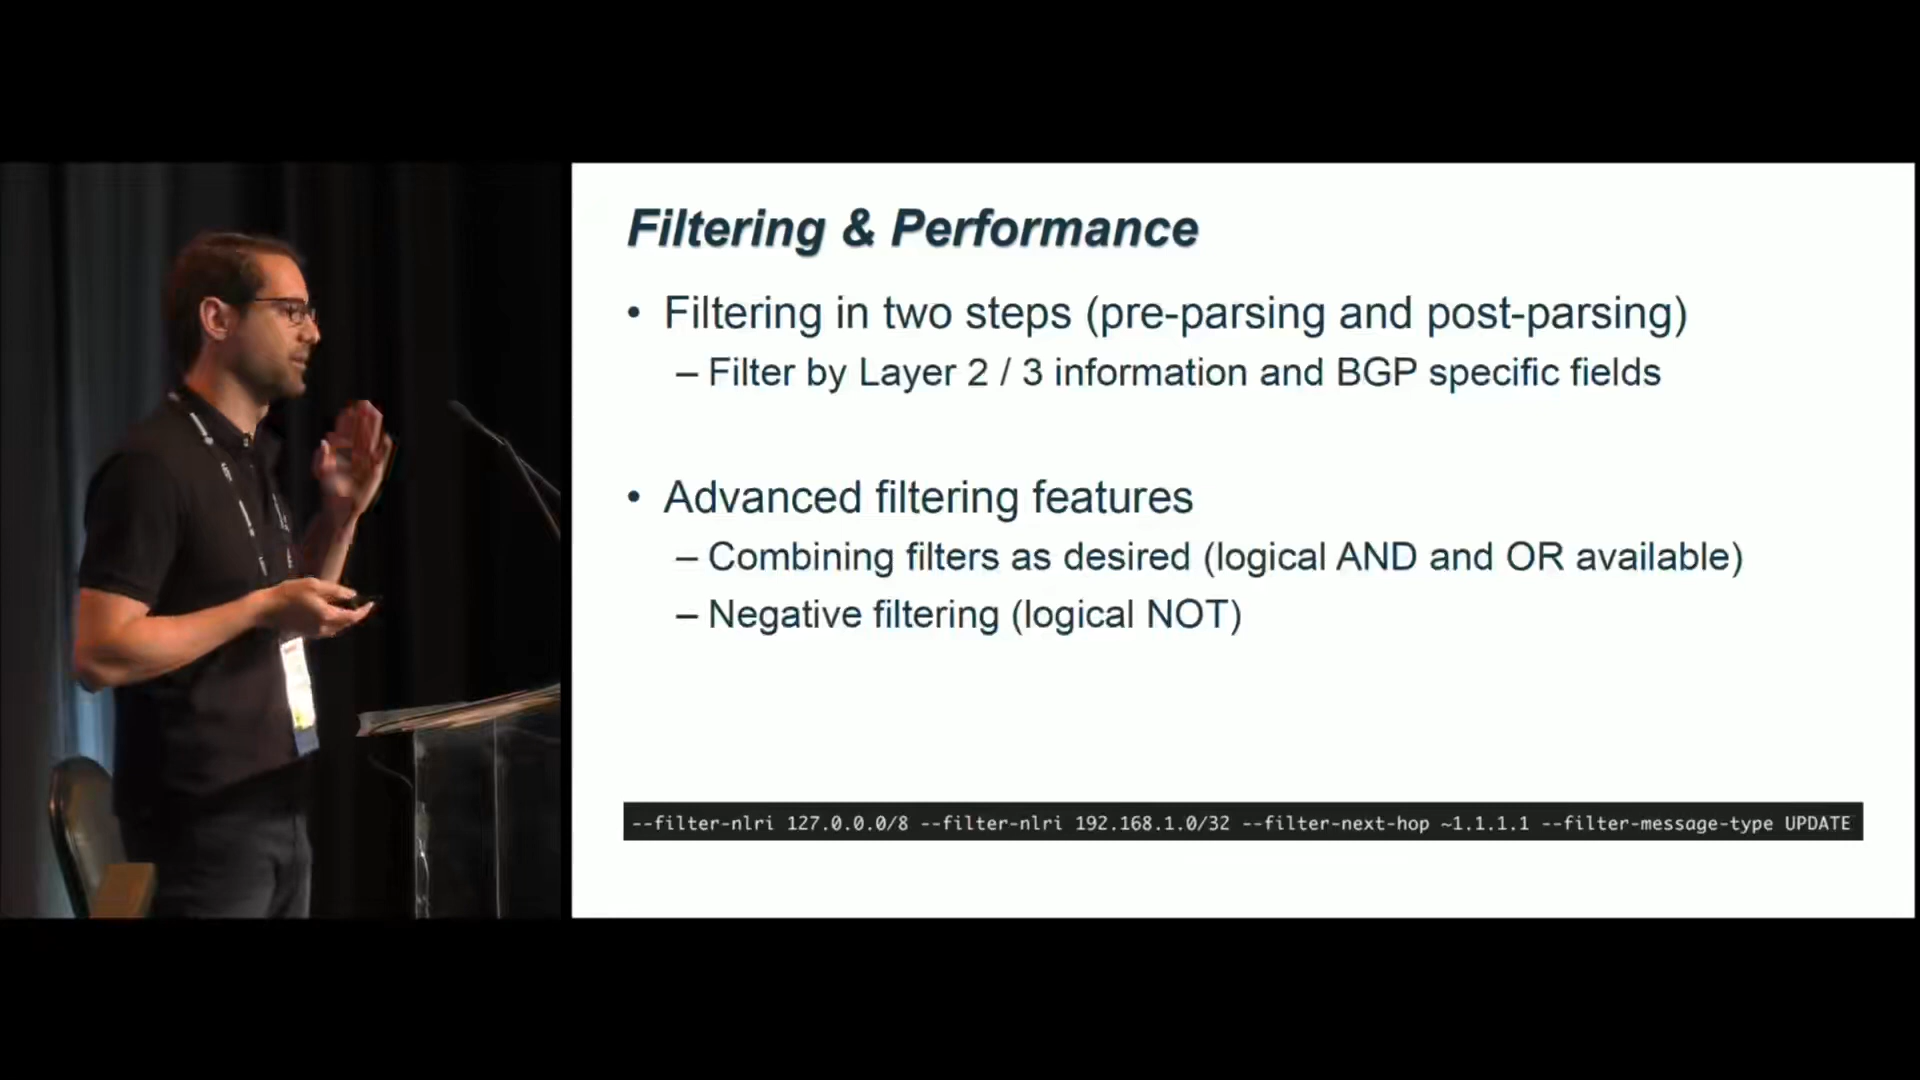 Filtering & Performance
• Filtering in two steps (pre-parsing and post-parsing)
– Filter by Layer 2 / 3 information and BGP specific fields
• Advanced filtering features
– Combining filters as desired (logical AND and OR available)
– Negative filtering (logical NOT)
--filter-nlri 127.0.0.0/8 --filter-nlri 192.168.1.0/32 --filter-next-hop ~1.1.1.1 --filter-message-type UPDATE